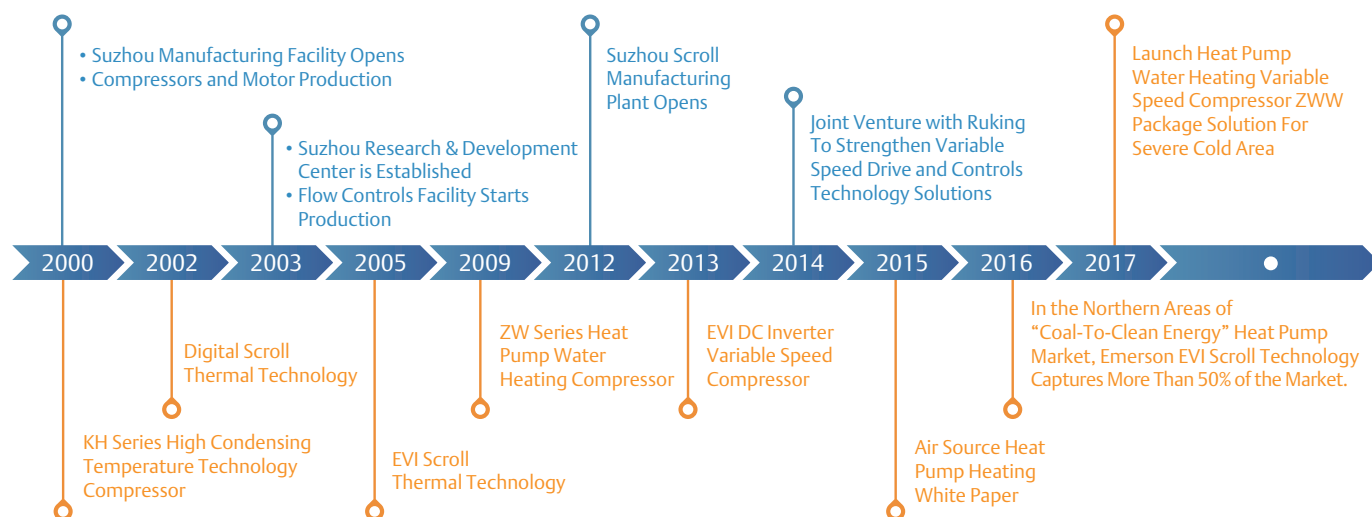 • Suzhou Manufacturing Facility Opens
• Compressors and Motor Production
• Suzhou Research & Development
Center is Established
• Flow Controls Facility Starts
Production
Suzhou Scroll
Manufacturing
Plant Opens
Joint Venture with Ruking
To Strengthen Variable
Speed Drive and Controls
Technology Solutions
Launch Heat Pump
Water Heating Variable
Speed Compressor ZWW
Package Solution For
Severe Cold Area
2000 2002 2003 2005 2009 2012 2013 2014 2015 2016 2017
KH Series High Condensing
Temperature Technology
Compressor
Digital Scroll
Thermal Technology
EVI Scroll
Thermal Technology
ZW Series Heat
Pump Water
Heating Compressor
EVI DC Inverter
Variable Speed
Compressor
Air Source Heat
Pump Heating
White Paper
In the Northern Areas of
“Coal-To-Clean Energy” Heat Pump
Market, Emerson EVI Scroll Technology
Captures More Than 50% of the Market.